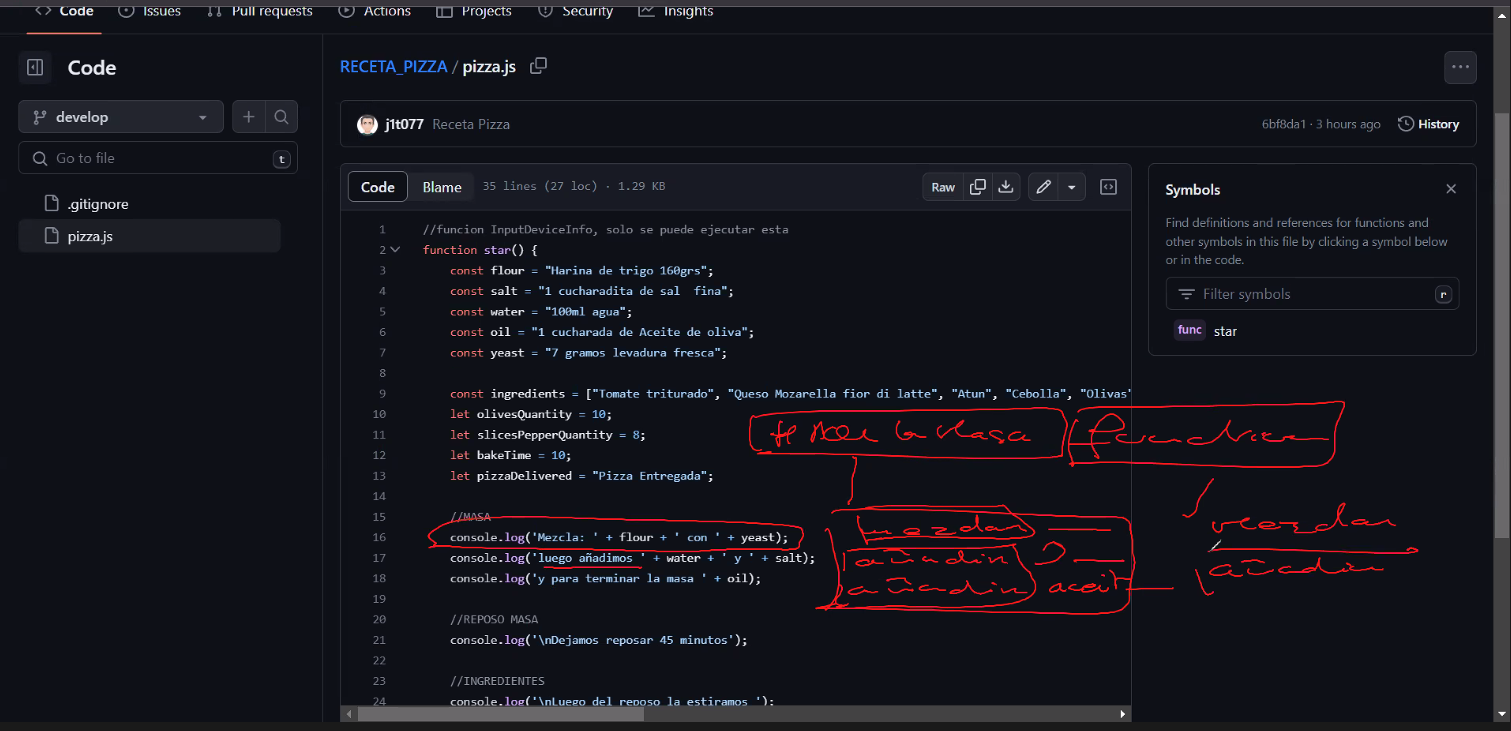 Code Issues Pull requests Actions Projects Security Insights
Code
develop
Go to file t
.gitignore
pizza.js
RECETA_PIZZA / pizza.js
j1t077 Receta Pizza 6bf8da1 · 3 hours ago History
Code Blame 35 lines (27 loc) · 1.29 KB Raw
1 //funcion InputDeviceInfo, solo se puede ejecutar esta
2 function star() {
3 const flour = "Harina de trigo 160grs";
4 const salt = "1 cucharadita de sal  fina";
5 const water = "100ml agua";
6 const oil = "1 cucharada de Aceite de oliva";
7 const yeast = "7 gramos levadura fresca";
8
9 const ingredients = ["Tomate triturado", "Queso Mozarella fior di latte", "Atun", "Cebolla", "Olivas"
10 let olivesQuantity = 10;
11 let slicesPepperQuantity = 8;
12 let bakeTime = 10;
13 let pizzaDelivered = "Pizza Entregada";
14
15 //MASA
16 console.log('Mezcla: ' + flour + ' con ' + yeast);
17 console.log('luego añadimos ' + water + ' y ' + salt);
18 console.log('y para terminar la masa ' + oil);
19
20 //REPOSO MASA
21 console.log('\nDejamos reposar 45 minutos');
22
23 //INGREDIENTES
24 console.log('\nLuego del reposo la estiramos ');
la Masa
mezclar
añadir
añadir aceit
mezclar
añadir
Symbols
Find definitions and references for functions and
other symbols in this file by clicking a symbol below
or in the code.
Filter symbols r
func star